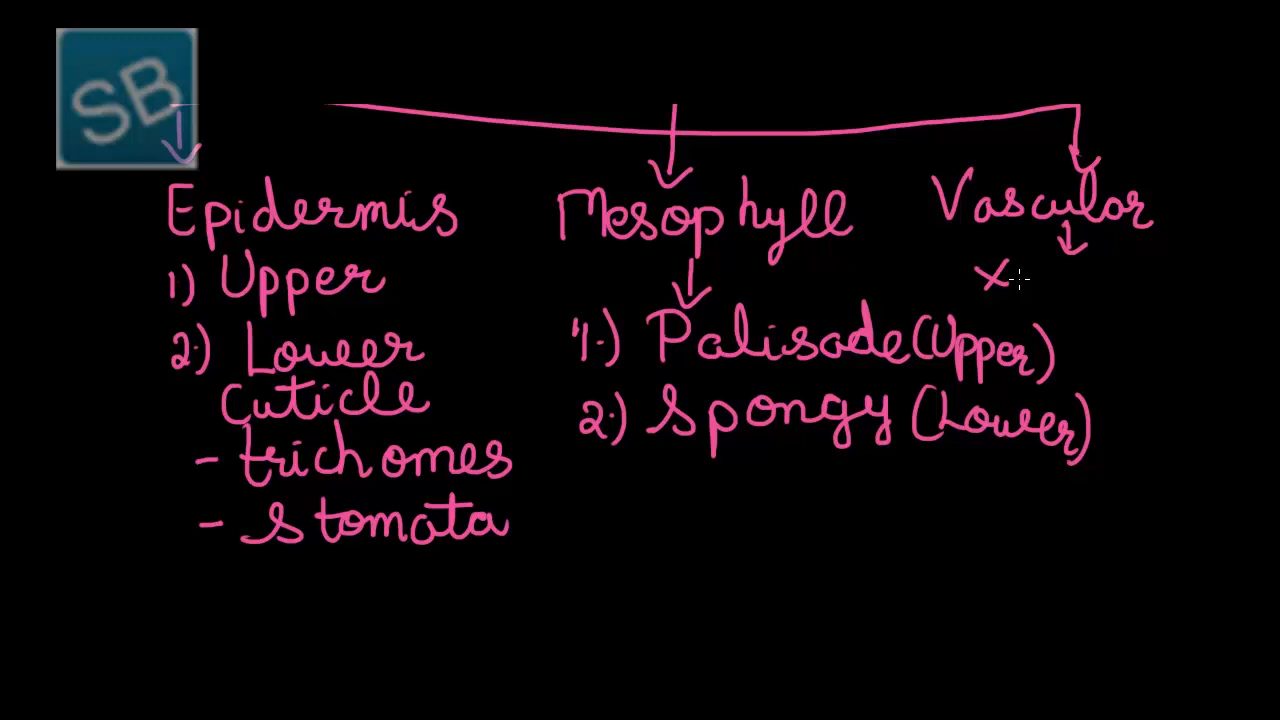 SB
Epidermis
1) Upper
2.) Lower
Cuticle
- trichomes
- stomata
Mesophyll
1.) Palisade (Upper)
2.) Spongy (Lower)
Vascular
X